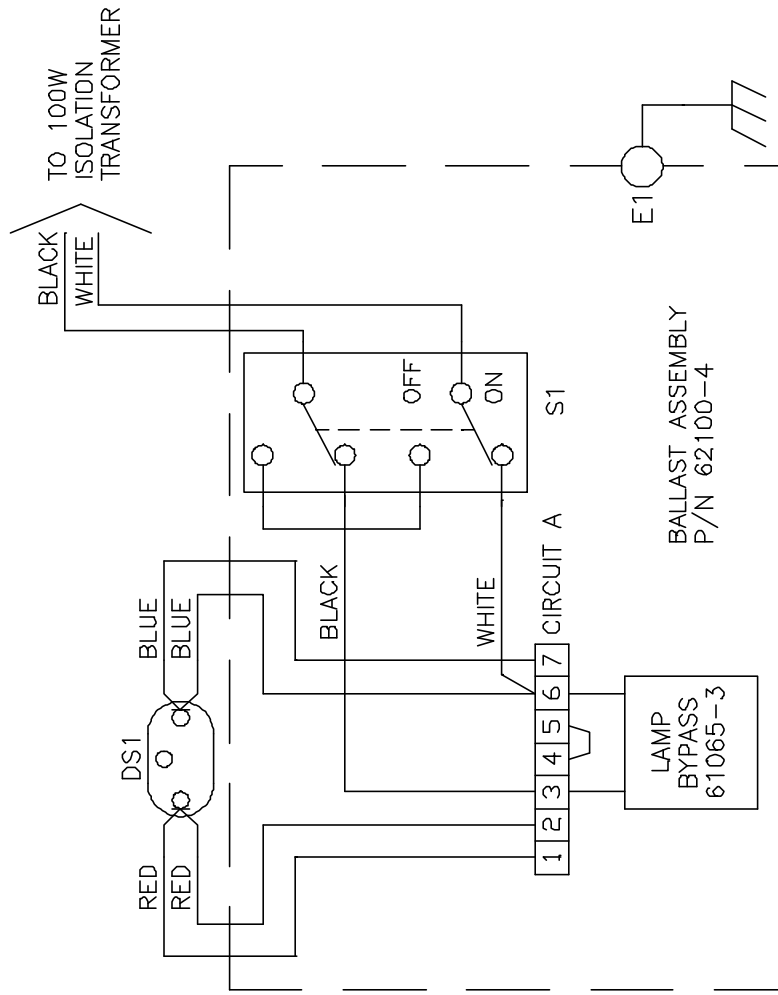 TO 100W
ISOLATION
TRANSFORMER
BLACK
WHITE
E1
OFF
ON
S1
BALLAST ASSEMBLY
P/N 62100-4
BLUE
BLUE
BLACK
WHITE
CIRCUIT A
DS1
RED
RED
1 2 3 4 5 6 7
LAMP
BYPASS
61065-3